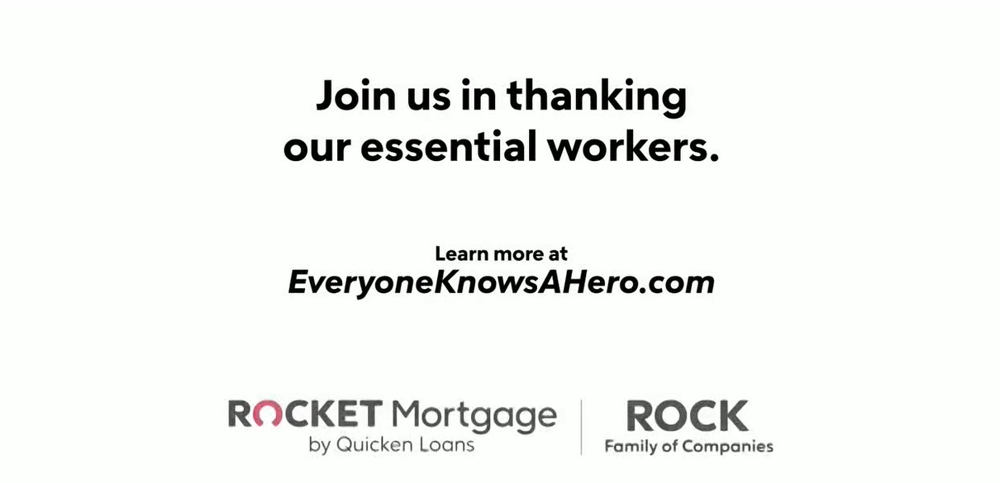 Join us in thanking
our essential workers.
Learn more at
EveryoneKnowsAHero.com
ROCKET Mortgage
by Quicken Loans
ROCK
Family of Companies